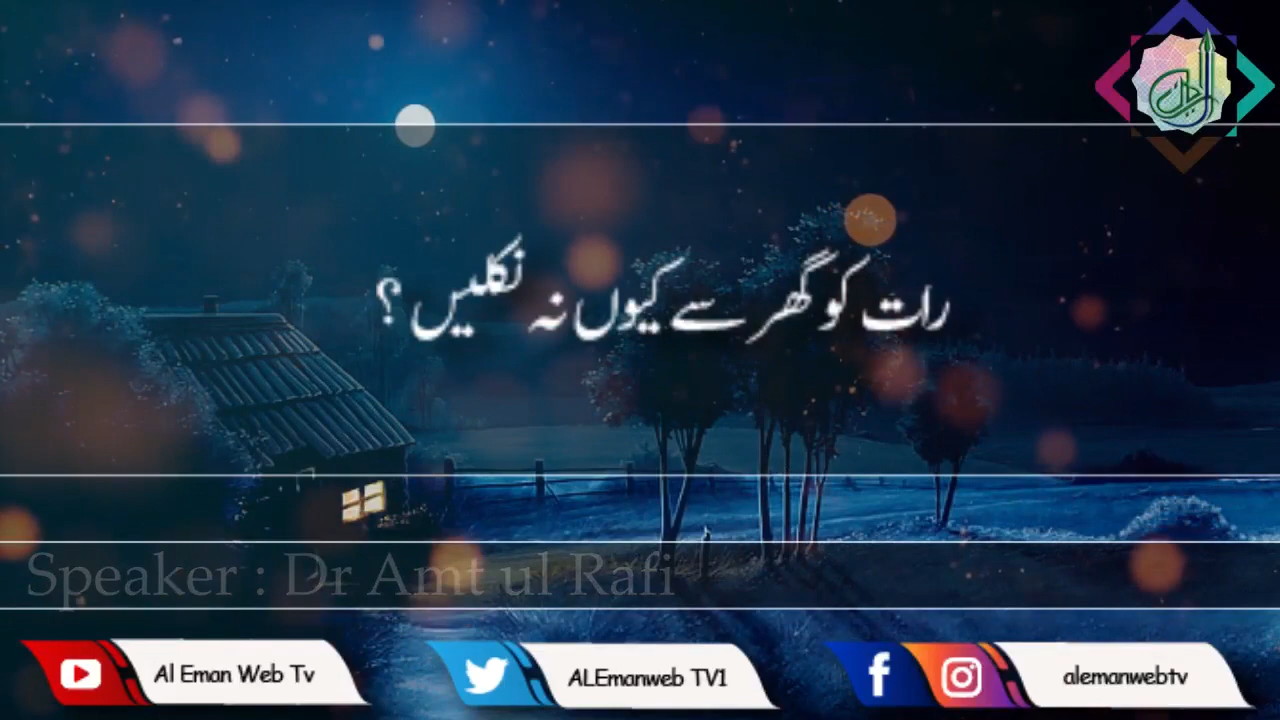 رات کو گھر سے کیوں نہ نکلیں ؟
Speaker : Dr Amt ul Rafi
Al Eman Web Tv
ALEmanweb TV1
alemanwebtv